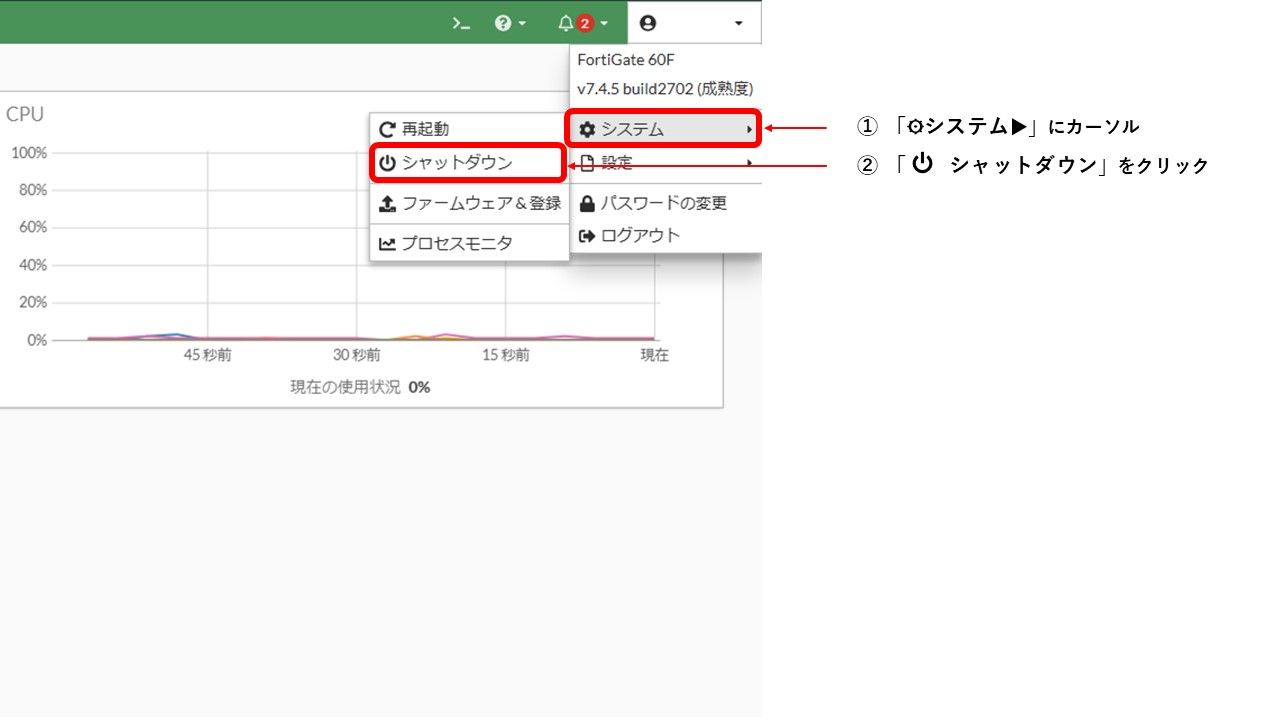 2
FortiGate 60F
v7.4.5 build2702 (成熟度)
CPU
再起動
システム
シャットダウン
設定
ファームウェア＆登録
パスワードの変更
プロセスモニタ
ログアウト
① 「⚙システム▶」にカーソル
② 「⏻ シャットダウン」をクリック
100%
80%
60%
40%
20%
0%
45 秒前
30 秒前
15 秒前
現在
現在の使用状況 0%